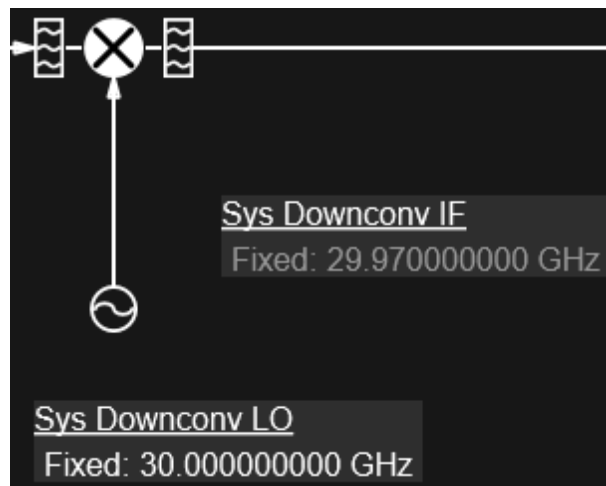 Sys Downconv IF
Fixed: 29.970000000 GHz
Sys Downconv LO
Fixed: 30.000000000 GHz